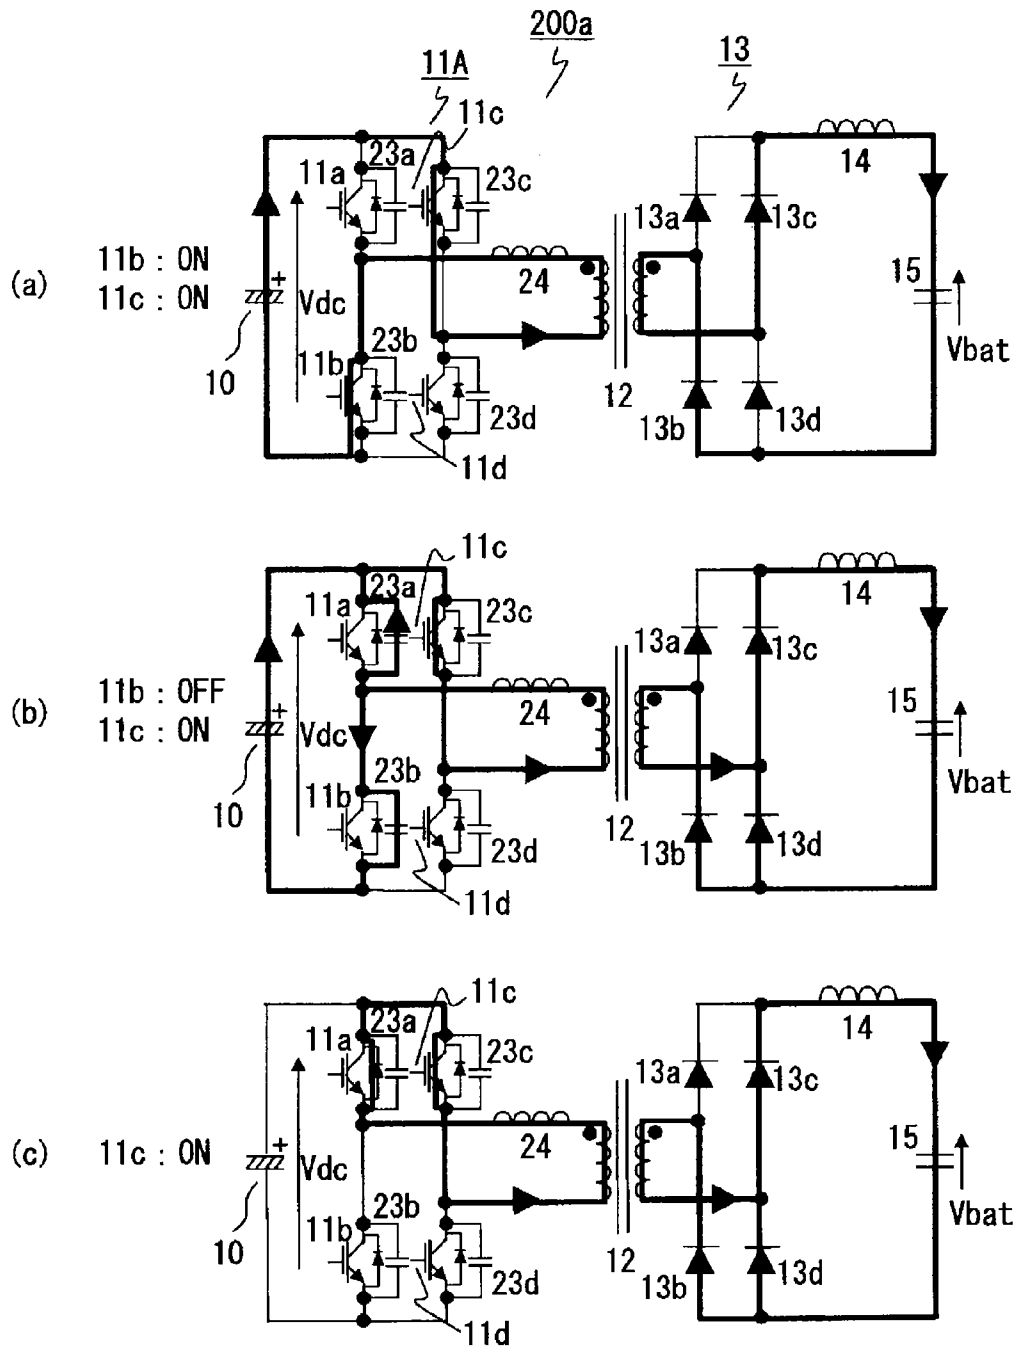 200a
11A
13
11c
23a
11a
23c
14
13a
13c
(a)
11b : ON
11c : ON
+
Vdc
24
15
Vbat
10
23b
11b
12
23d
13b
13d
11d
11c
23a
11a
23c
14
13a
13c
(b)
11b : OFF
11c : ON
+
Vdc
24
15
Vbat
10
23b
11b
12
23d
13b
13d
11d
11c
23a
11a
23c
14
13a
13c
(c)
11c : ON
+
Vdc
24
15
Vbat
10
23b
11b
12
23d
13b
13d
11d